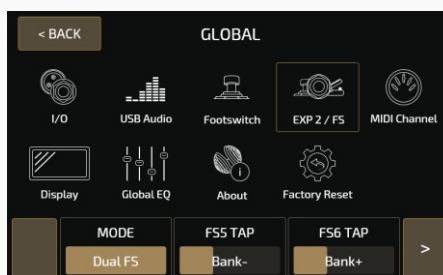 < BACK
GLOBAL
I/O
USB Audio
Footswitch
EXP 2 / FS
MIDI Channel
Display
Global EQ
About
Factory Reset
MODE
FS5 TAP
FS6 TAP
>
Dual FS
Bank-
Bank+